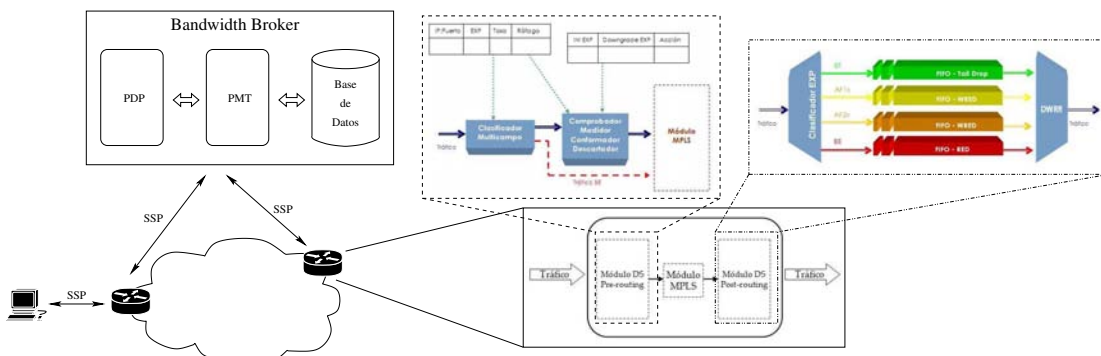 Bandwidth Broker
PDP
PMT
Base
de
Datos
SSP
SSP
SSP
IP,Puerto
EXP
Tasa
Ráfaga
IN EXP
Downgrade EXP
Acción
Tráfico
Clasificador
Multicampo
Comprobador
Medidor
Conformador
Descartador
Módulo
MPLS
Tráfico BE
Tráfico
Clasificador EXP
EF
FIFO - Tail Drop
AF1x
FIFO - WRED
AF2x
FIFO - WRED
BE
FIFO - RED
DWRR
Tráfico
Tráfico
Módulo DS
Pre-routing
Módulo
MPLS
Módulo DS
Post-routing
Tráfico